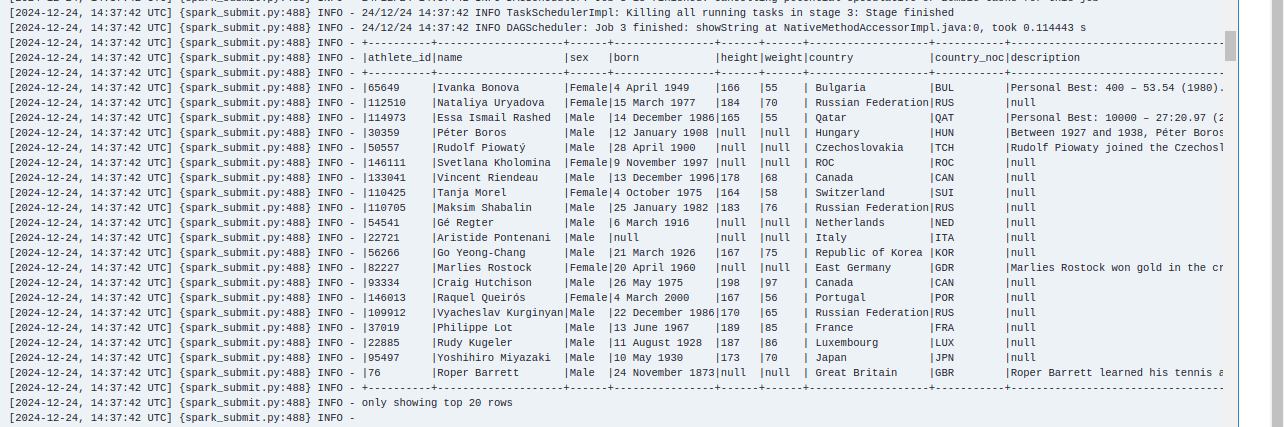 [2024-12-24, 14:37:42 UTC] {spark_submit.py:488} INFO - 24/12/24 14:37:42 INFO TaskSchedulerImpl: Killing all running tasks in stage 3: Stage finished
[2024-12-24, 14:37:42 UTC] {spark_submit.py:488} INFO - 24/12/24 14:37:42 INFO DAGScheduler: Job 3 finished: showString at NativeMethodAccessorImpl.java:0, took 0.114443 s
[2024-12-24, 14:37:42 UTC] {spark_submit.py:488} INFO - +----------+-------------------+------+----------------+------+------+-------------------+-----------+----------------------------------
[2024-12-24, 14:37:42 UTC] {spark_submit.py:488} INFO - |athlete_id|name                |sex   |born            |height|weight|country            |country_noc|description
[2024-12-24, 14:37:42 UTC] {spark_submit.py:488} INFO - +----------+-------------------+------+----------------+------+------+-------------------+-----------+----------------------------------
[2024-12-24, 14:37:42 UTC] {spark_submit.py:488} INFO - |65649     |Ivanka Bonova       |Female|4 April 1949    |166   |55    | Bulgaria          |BUL        |Personal Best: 400 – 53.54 (1980).
[2024-12-24, 14:37:42 UTC] {spark_submit.py:488} INFO - |112510    |Nataliya Uryadova   |Female|15 March 1977   |184   |70    | Russian Federation|RUS        |null
[2024-12-24, 14:37:42 UTC] {spark_submit.py:488} INFO - |114973    |Essa Ismail Rashed  |Male  |14 December 1986|165   |55    | Qatar             |QAT        |Personal Best: 10000 – 27:20.97 (2
[2024-12-24, 14:37:42 UTC] {spark_submit.py:488} INFO - |30359     |Péter Boros         |Male  |12 January 1908 |null  |null  | Hungary           |HUN        |Between 1927 and 1938, Péter Boros
[2024-12-24, 14:37:42 UTC] {spark_submit.py:488} INFO - |50557     |Rudolf Piowatý      |Male  |28 April 1900   |null  |null  | Czechoslovakia    |TCH        |Rudolf Piowaty joined the Czechosl
[2024-12-24, 14:37:42 UTC] {spark_submit.py:488} INFO - |146111    |Svetlana Kholomina  |Female|9 November 1997 |null  |null  | ROC               |ROC        |null
[2024-12-24, 14:37:42 UTC] {spark_submit.py:488} INFO - |133041    |Vincent Riendeau    |Male  |13 December 1996|178   |68    | Canada            |CAN        |null
[2024-12-24, 14:37:42 UTC] {spark_submit.py:488} INFO - |110425    |Tanja Morel         |Female|4 October 1975  |164   |58    | Switzerland       |SUI        |null
[2024-12-24, 14:37:42 UTC] {spark_submit.py:488} INFO - |110705    |Maksim Shabalin     |Male  |25 January 1982 |183   |76    | Russian Federation|RUS        |null
[2024-12-24, 14:37:42 UTC] {spark_submit.py:488} INFO - |54541     |Gé Regter           |Male  |6 March 1916    |null  |null  | Netherlands       |NED        |null
[2024-12-24, 14:37:42 UTC] {spark_submit.py:488} INFO - |22721     |Aristide Pontenani  |Male  |null            |null  |null  | Italy             |ITA        |null
[2024-12-24, 14:37:42 UTC] {spark_submit.py:488} INFO - |56266     |Go Yeong-Chang      |Male  |21 March 1926   |167   |75    | Republic of Korea |KOR        |null
[2024-12-24, 14:37:42 UTC] {spark_submit.py:488} INFO - |82227     |Marlies Rostock     |Female|20 April 1960   |null  |null  | East Germany      |GDR        |Marlies Rostock won gold in the cr
[2024-12-24, 14:37:42 UTC] {spark_submit.py:488} INFO - |93334     |Craig Hutchison     |Male  |26 May 1975     |198   |97    | Canada            |CAN        |null
[2024-12-24, 14:37:42 UTC] {spark_submit.py:488} INFO - |146013    |Raquel Queirós      |Female|4 March 2000    |167   |56    | Portugal          |POR        |null
[2024-12-24, 14:37:42 UTC] {spark_submit.py:488} INFO - |109912    |Vyacheslav Kurginyan|Male  |22 December 1986|170   |65    | Russian Federation|RUS        |null
[2024-12-24, 14:37:42 UTC] {spark_submit.py:488} INFO - |37019     |Philippe Lot        |Male  |13 June 1967    |189   |85    | France            |FRA        |null
[2024-12-24, 14:37:42 UTC] {spark_submit.py:488} INFO - |22885     |Rudy Kugeler        |Male  |11 August 1928  |187   |86    | Luxembourg        |LUX        |null
[2024-12-24, 14:37:42 UTC] {spark_submit.py:488} INFO - |95497     |Yoshihiro Miyazaki  |Male  |10 May 1930     |173   |70    | Japan             |JPN        |null
[2024-12-24, 14:37:42 UTC] {spark_submit.py:488} INFO - |76        |Roper Barrett       |Male  |24 November 1873|null  |null  | Great Britain     |GBR        |Roper Barrett learned his tennis a
[2024-12-24, 14:37:42 UTC] {spark_submit.py:488} INFO - +----------+-------------------+------+----------------+------+------+-------------------+-----------+----------------------------------
[2024-12-24, 14:37:42 UTC] {spark_submit.py:488} INFO - only showing top 20 rows
[2024-12-24, 14:37:42 UTC] {spark_submit.py:488} INFO -